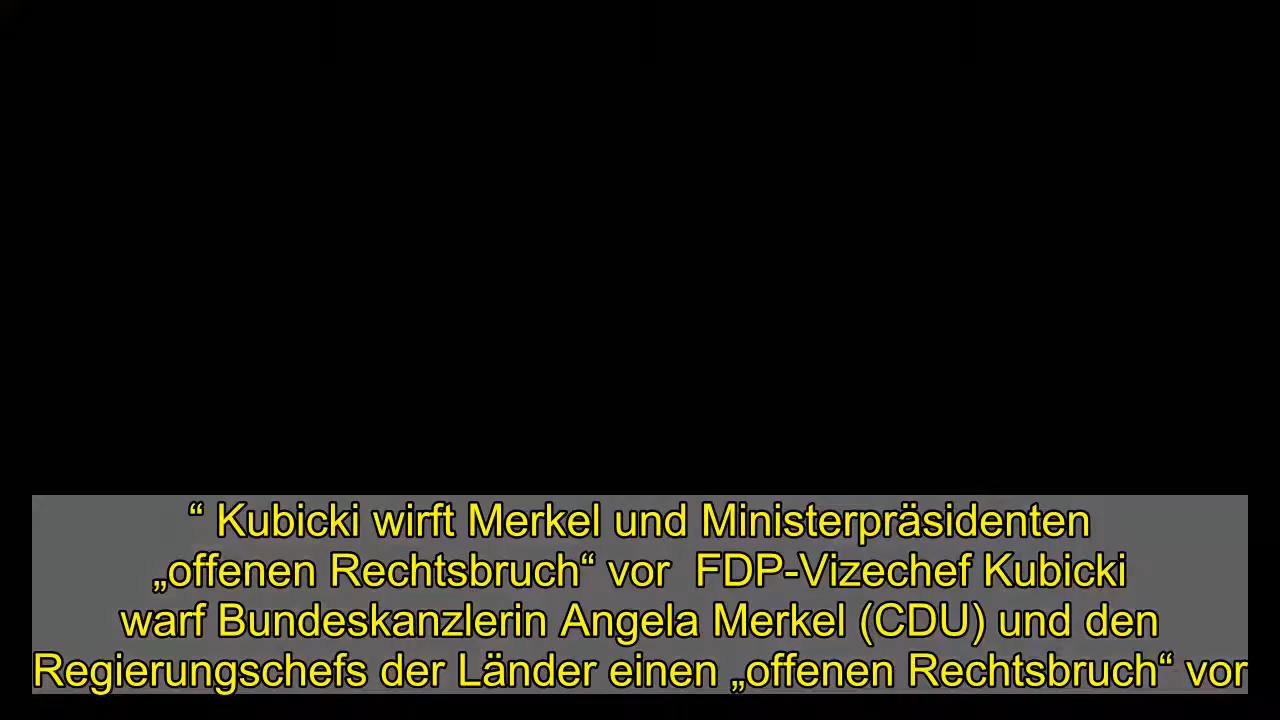 “ Kubicki wirft Merkel und Ministerpräsidenten
„offenen Rechtsbruch“ vor  FDP-Vizechef Kubicki
warf Bundeskanzlerin Angela Merkel (CDU) und den
Regierungschefs der Länder einen „offenen Rechtsbruch“ vor